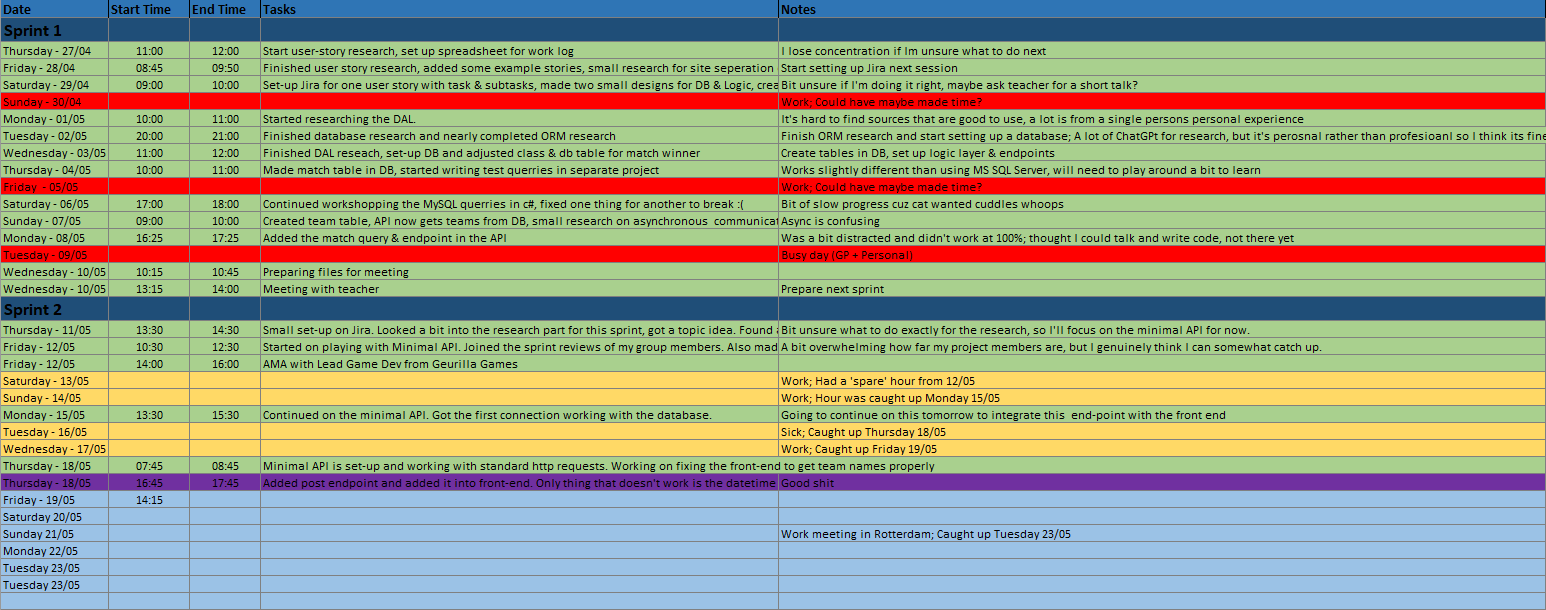 Date Start Time End Time Tasks Notes
Sprint 1
Thursday - 27/04 11:00 12:00 Start user-story research, set up spreadsheet for work log I lose concentration if Im unsure what to do next
Friday - 28/04 08:45 09:50 Finished user story research, added some example stories, small research for site seperation Start setting up Jira next session
Saturday - 29/04 09:00 10:00 Set-up Jira for one user story with task & subtasks, made two small designs for DB & Logic, crea Bit unsure if I'm doing it right, maybe ask teacher for a short talk?
Sunday - 30/04 Work; Could have maybe made time?
Monday - 01/05 10:00 11:00 Started researching the DAL. It's hard to find sources that are good to use, a lot is from a single persons personal experience
Tuesday - 02/05 20:00 21:00 Finished database research and nearly completed ORM research Finish ORM research and start setting up a database; A lot of ChatGPt for research, but it's perosnal rather than profesioanl so I think its fine
Wednesday - 03/05 11:00 12:00 Finished DAL reseach, set-up DB and adjusted class & db table for match winner Create tables in DB, set up logic layer & endpoints
Thursday - 04/05 10:00 11:00 Made match table in DB, started writing test querries in separate project Works slightly different than using MS SQL Server, will need to play around a bit to learn
Friday - 05/05 Work; Could have maybe made time?
Saturday - 06/05 17:00 18:00 Continued workshopping the MySQL querries in c#, fixed one thing for another to break :( Bit of slow progress cuz cat wanted cuddles whoops
Sunday - 07/05 09:00 10:00 Created team table, API now gets teams from DB, small research on asynchronous communicat Async is confusing
Monday - 08/05 16:25 17:25 Added the match query & endpoint in the API Was a bit distracted and didn't work at 100%; thought I could talk and write code, not there yet
Tuesday - 09/05 Busy day (GP + Personal)
Wednesday - 10/05 10:15 10:45 Preparing files for meeting
Wednesday - 10/05 13:15 14:00 Meeting with teacher Prepare next sprint
Sprint 2
Thursday - 11/05 13:30 14:30 Small set-up on Jira. Looked a bit into the research part for this sprint, got a topic idea. Found Bit unsure what to do exactly for the research, so I'll focus on the minimal API for now.
Friday - 12/05 10:30 12:30 Started on playing with Minimal API. Joined the sprint reviews of my group members. Also mad A bit overwhelming how far my project members are, but I genuinely think I can somewhat catch up.
Friday - 12/05 14:00 16:00 AMA with Lead Game Dev from Geurilla Games
Saturday - 13/05 Work; Had a 'spare' hour from 12/05
Sunday - 14/05 Work; Hour was caught up Monday 15/05
Monday - 15/05 13:30 15:30 Continued on the minimal API. Got the first connection working with the database. Going to continue on this tomorrow to integrate this end-point with the front end
Tuesday - 16/05 Sick; Caught up Thursday 18/05
Wednesday - 17/05 Work; Caught up Friday 19/05
Thursday - 18/05 07:45 08:45 Minimal API is set-up and working with standard http requests. Working on fixing the front-end to get team names properly
Thursday - 18/05 16:45 17:45 Added post endpoint and added it into front-end. Only thing that doesn't work is the datetime Good shit
Friday - 19/05 14:15
Saturday 20/05
Sunday 21/05 Work meeting in Rotterdam; Caught up Tuesday 23/05
Monday 22/05
Tuesday 23/05
Tuesday 23/05